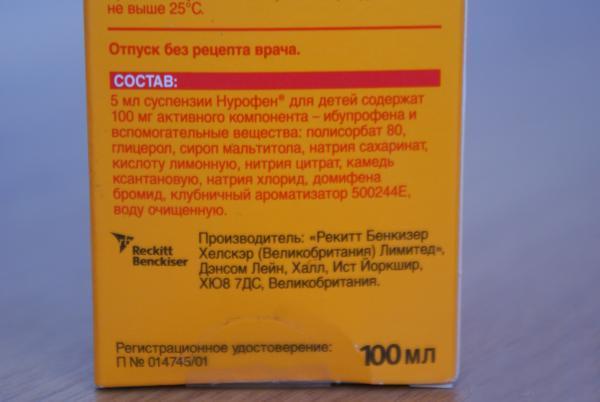 не выше 25°С.
Отпуск без рецепта врача.
СОСТАВ:
5 мл суспензии Нурофен® для детей содержат
100 мг активного компонента – ибупрофена и
вспомогательные вещества: полисорбат 80,
глицерол, сироп мальтитола, натрия сахаринат,
кислоту лимонную, нитрия цитрат, камедь
ксантановую, натрия хлорид, домифена
бромид, клубничный ароматизатор 500244Е,
воду очищенную.
Reckitt
Benckiser
Производитель: «Рекитт Бенкизер
Хелскэр (Великобритания) Лимитед»,
Дэнсом Лейн, Халл, Ист Йоркшир,
ХЮ8 7ДС, Великобритания.
Регистрационное удостоверение:
П № 014745/01
100 мл